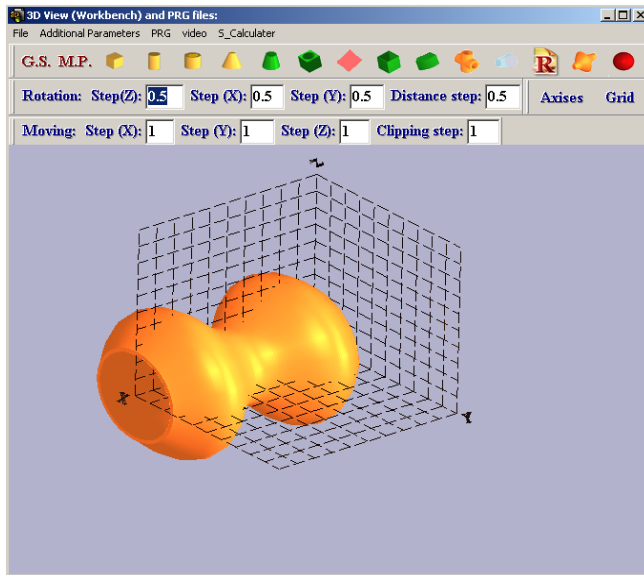 3D View (Workbench) and PRG files:
File Additional Parameters PRG video S_Calculater
G.S. M.P. R
Rotation: Step(Z): 0.5 Step (X): 0.5 Step (Y): 0.5 Distance step: 0.5 Axises Grid
Moving: Step (X): 1 Step (Y): 1 Step (Z): 1 Clipping step: 1
Z
X
Y